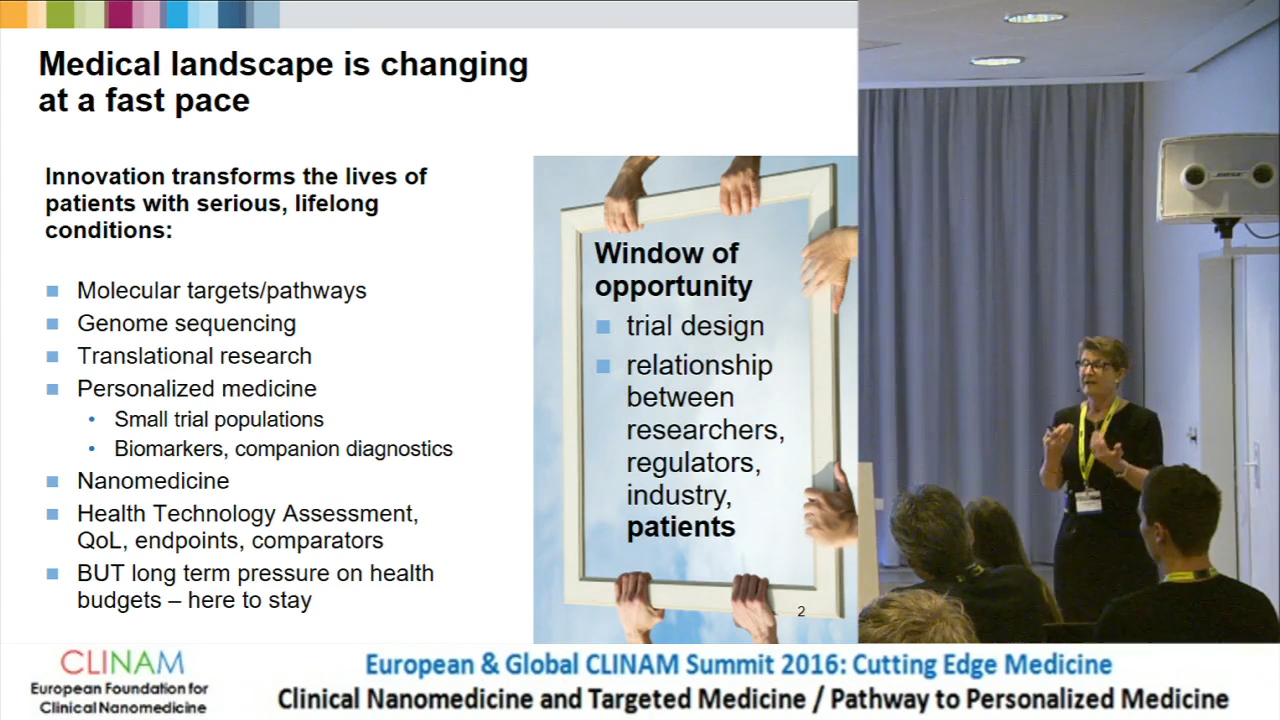 Medical landscape is changing
at a fast pace
Innovation transforms the lives of
patients with serious, lifelong
conditions:
Molecular targets/pathways
Genome sequencing
Translational research
Personalized medicine
Small trial populations
Biomarkers, companion diagnostics
Nanomedicine
Health Technology Assessment,
QoL, endpoints, comparators
BUT long term pressure on health
budgets – here to stay
Window of
opportunity
trial design
relationship
between
researchers,
regulators,
industry,
patients
2
BOSE
CLINAM
European Foundation for
Clinical Nanomedicine
European & Global CLINAM Summit 2016: Cutting Edge Medicine
Clinical Nanomedicine and Targeted Medicine / Pathway to Personalized Medicine